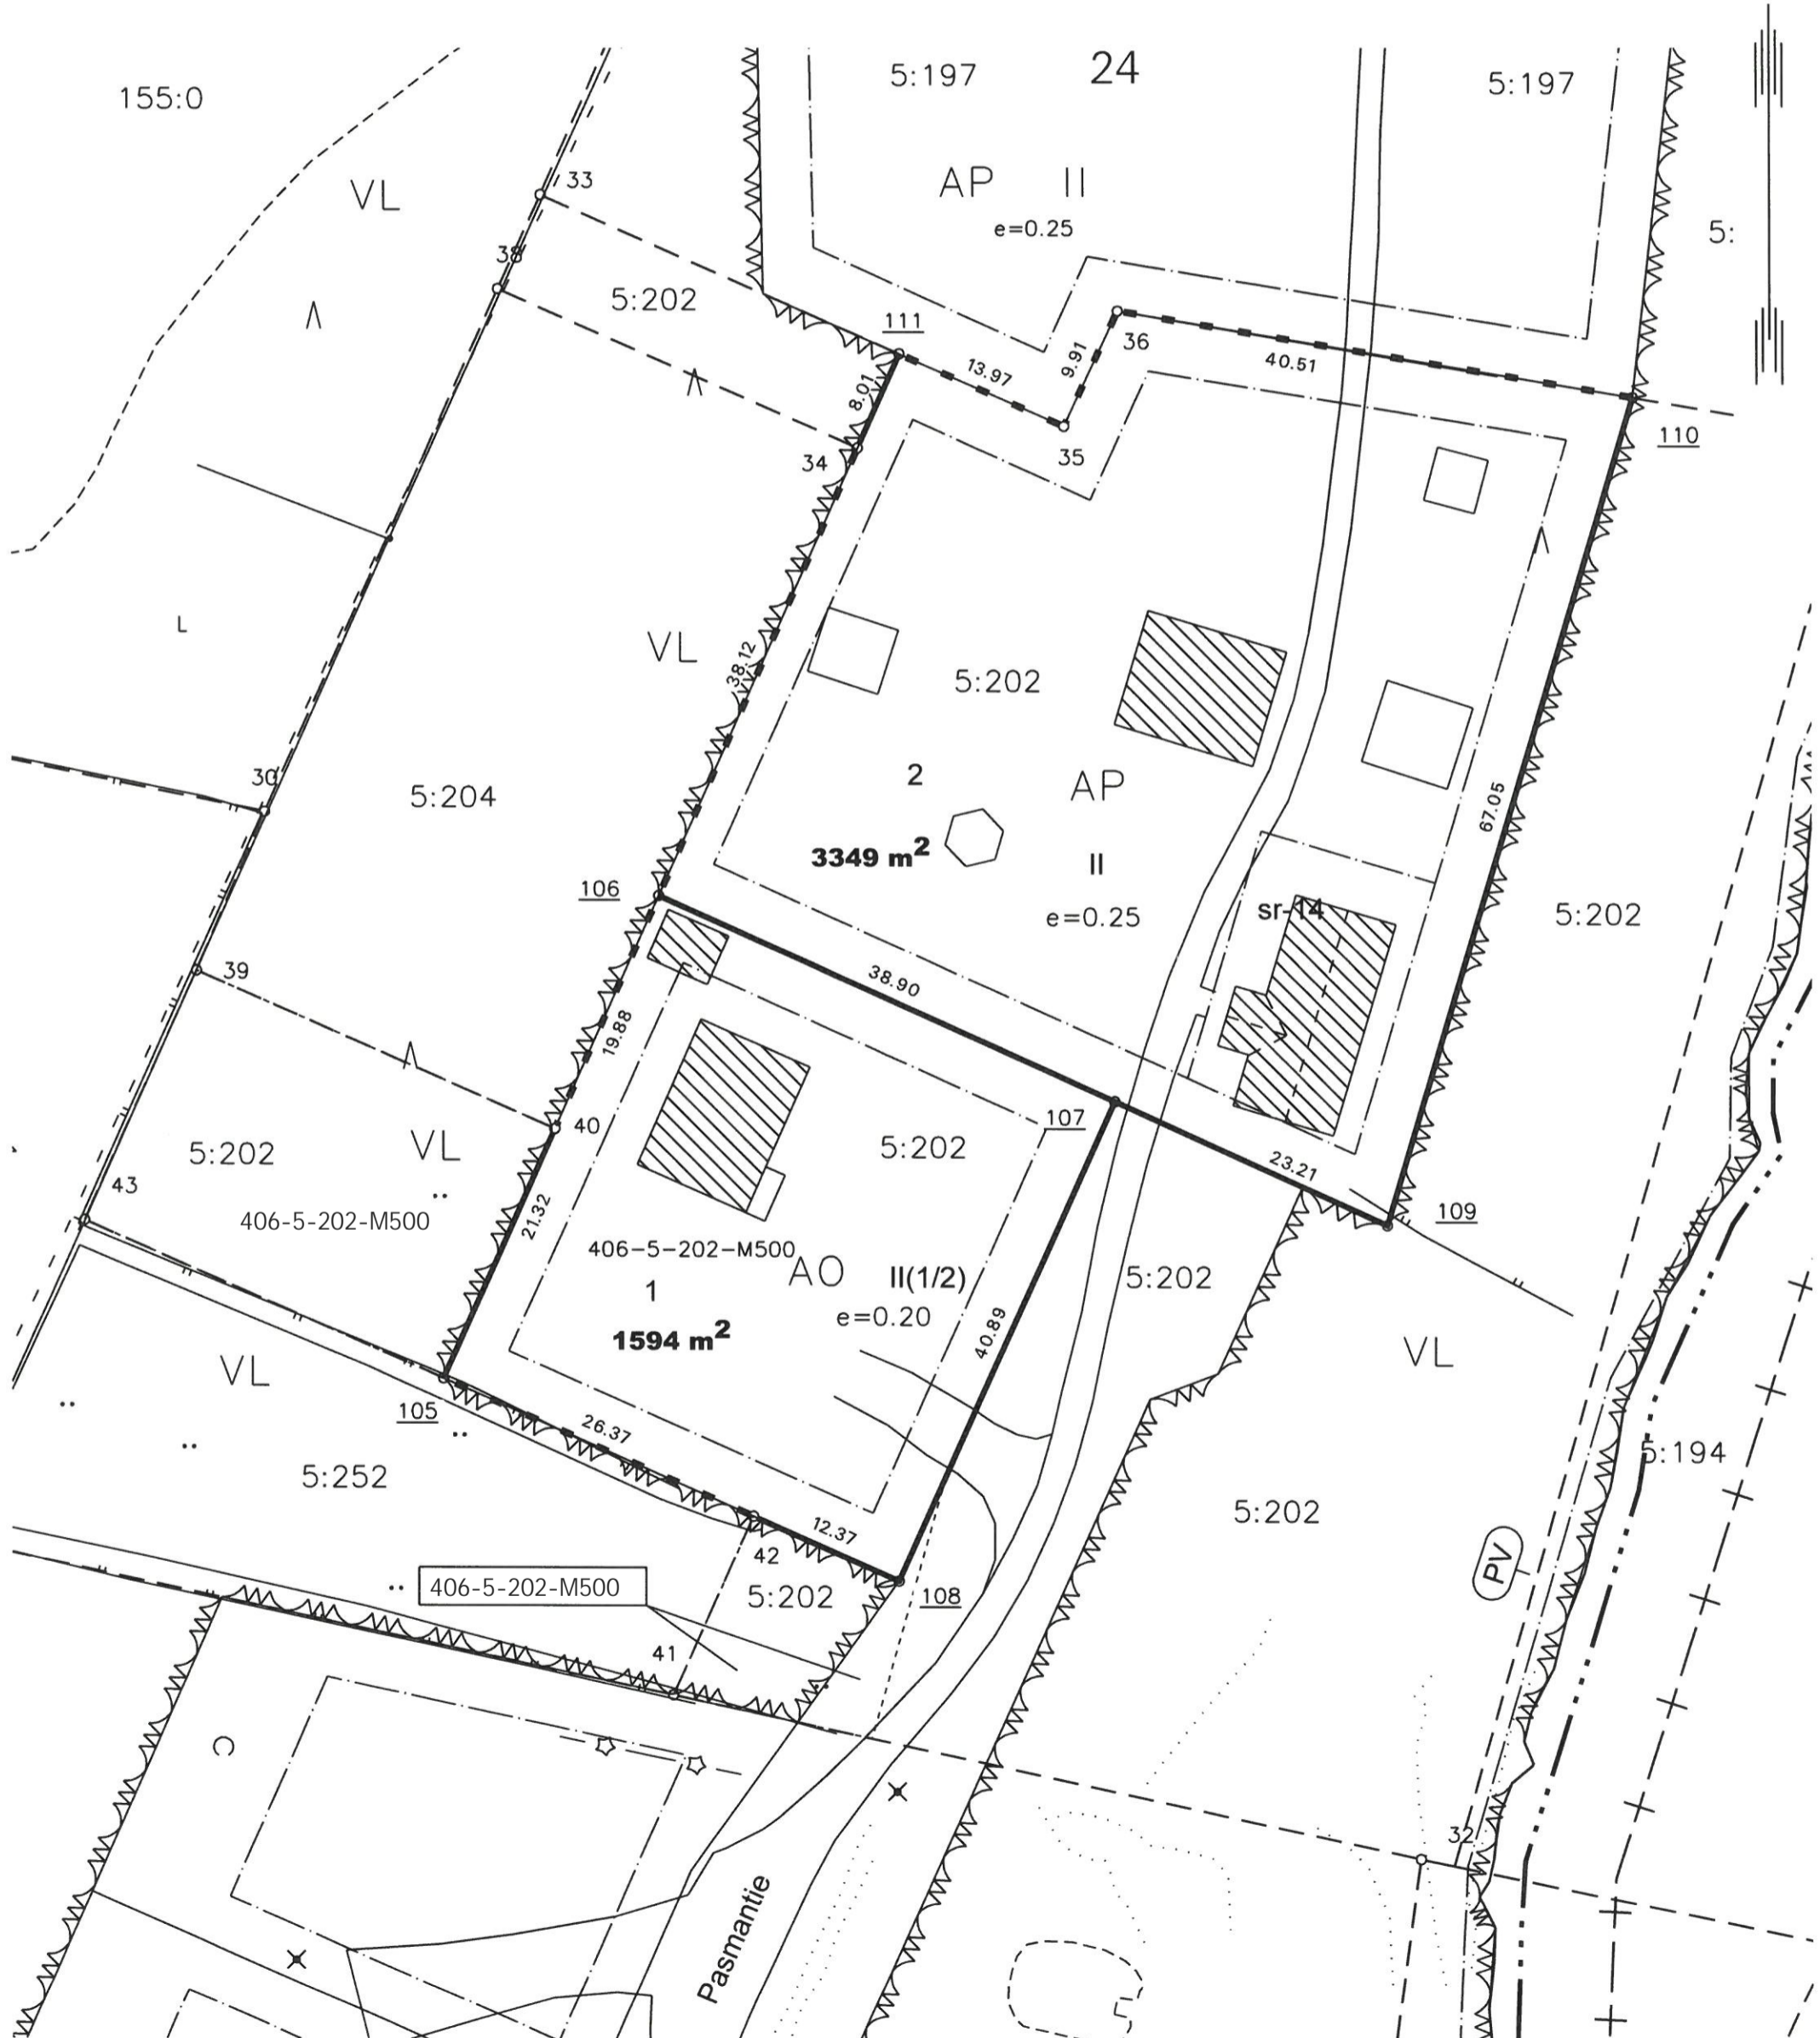 155:0
5:197
24
5:197
33
VL
AP II
5:
e=0.25
38
5:202
111
36
13.97
9.91
40.51
8.01
110
35
34
L
VL
38.12
5:202
30
2
AP
5:204
67.05
3349 m²
II
106
sr-14
e=0.25
5:202
39
38.90
19.88
107
40
5:202
VL
5:202
23.21
43
406-5-202-M500
21.32
109
406-5-202-M500
AO
II(1/2)
5:202
1
e=0.20
1594 m²
40.89
VL
VL
105
26.37
5:194
5:252
5:202
12.37
42
PV
406-5-202-M500
5:202
108
41
32
Pasmantie